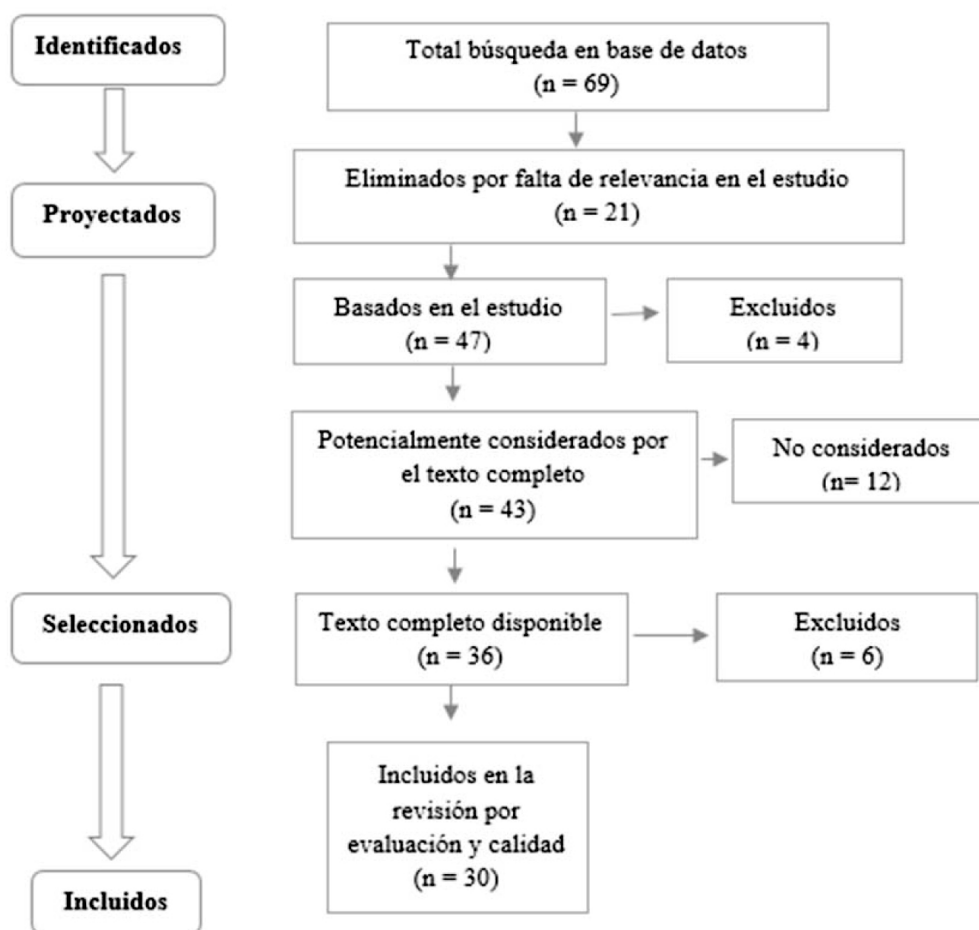 Identificados
Total búsqueda en base de datos
(n = 69)
Eliminados por falta de relevancia en el estudio
(n = 21)
Proyectados
Basados en el estudio
(n = 47)
Excluidos
(n = 4)
Potencialmente considerados por
el texto completo
(n = 43)
No considerados
(n= 12)
Seleccionados
Texto completo disponible
(n = 36)
Excluidos
(n = 6)
Incluidos en la
revisión por
evaluación y calidad
(n = 30)
Incluidos